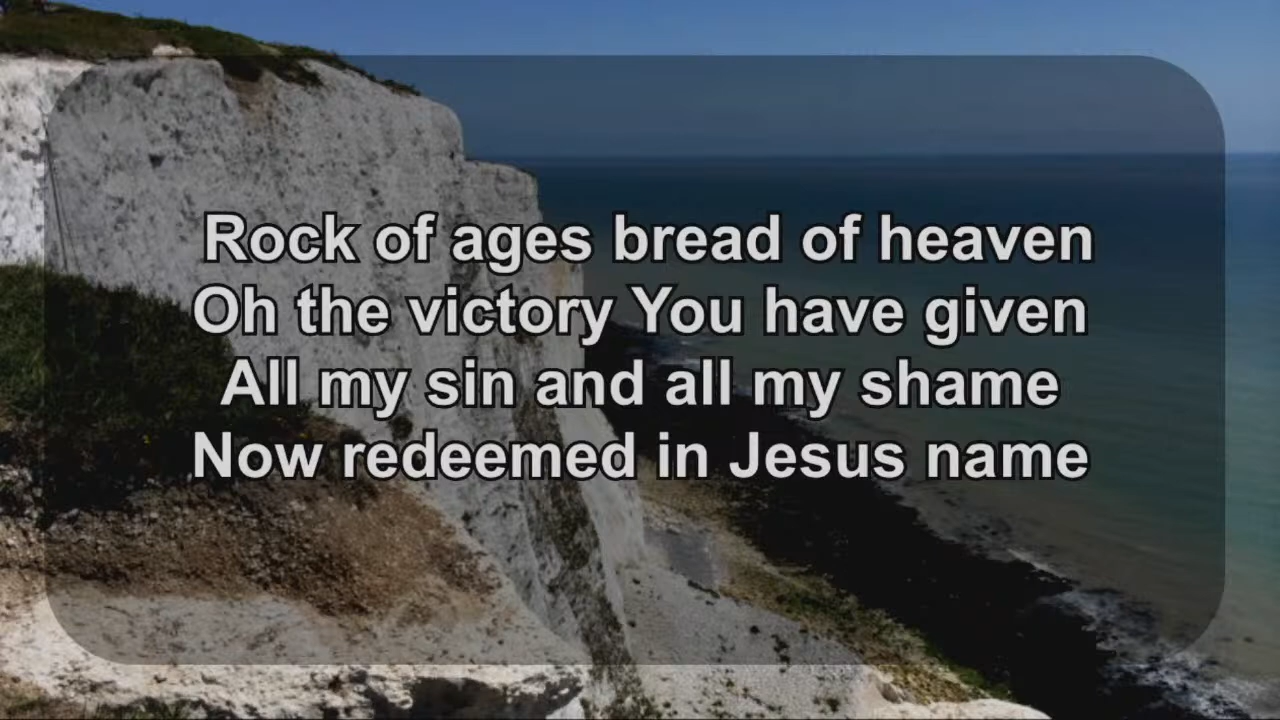 Rock of ages bread of heaven
Oh the victory You have given
All my sin and all my shame
Now redeemed in Jesus name